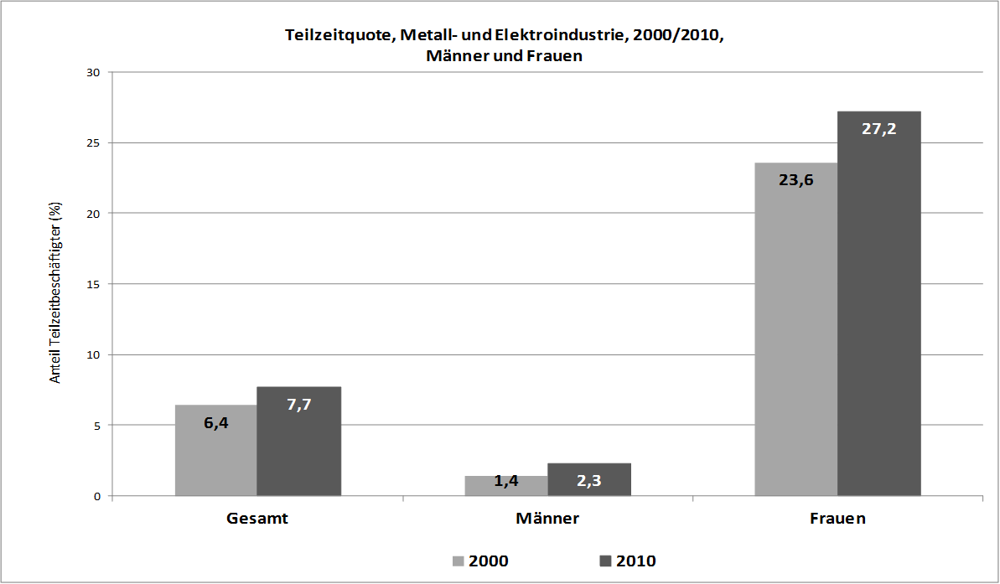 Teilzeitquote, Metall- und Elektroindustrie, 2000/2010,
Männer und Frauen
Anteil Teilzeitbeschäftigter (%)
30
25
20
15
10
5
0
6,4
7,7
1,4
2,3
23,6
27,2
Gesamt
Männer
Frauen
2000
2010